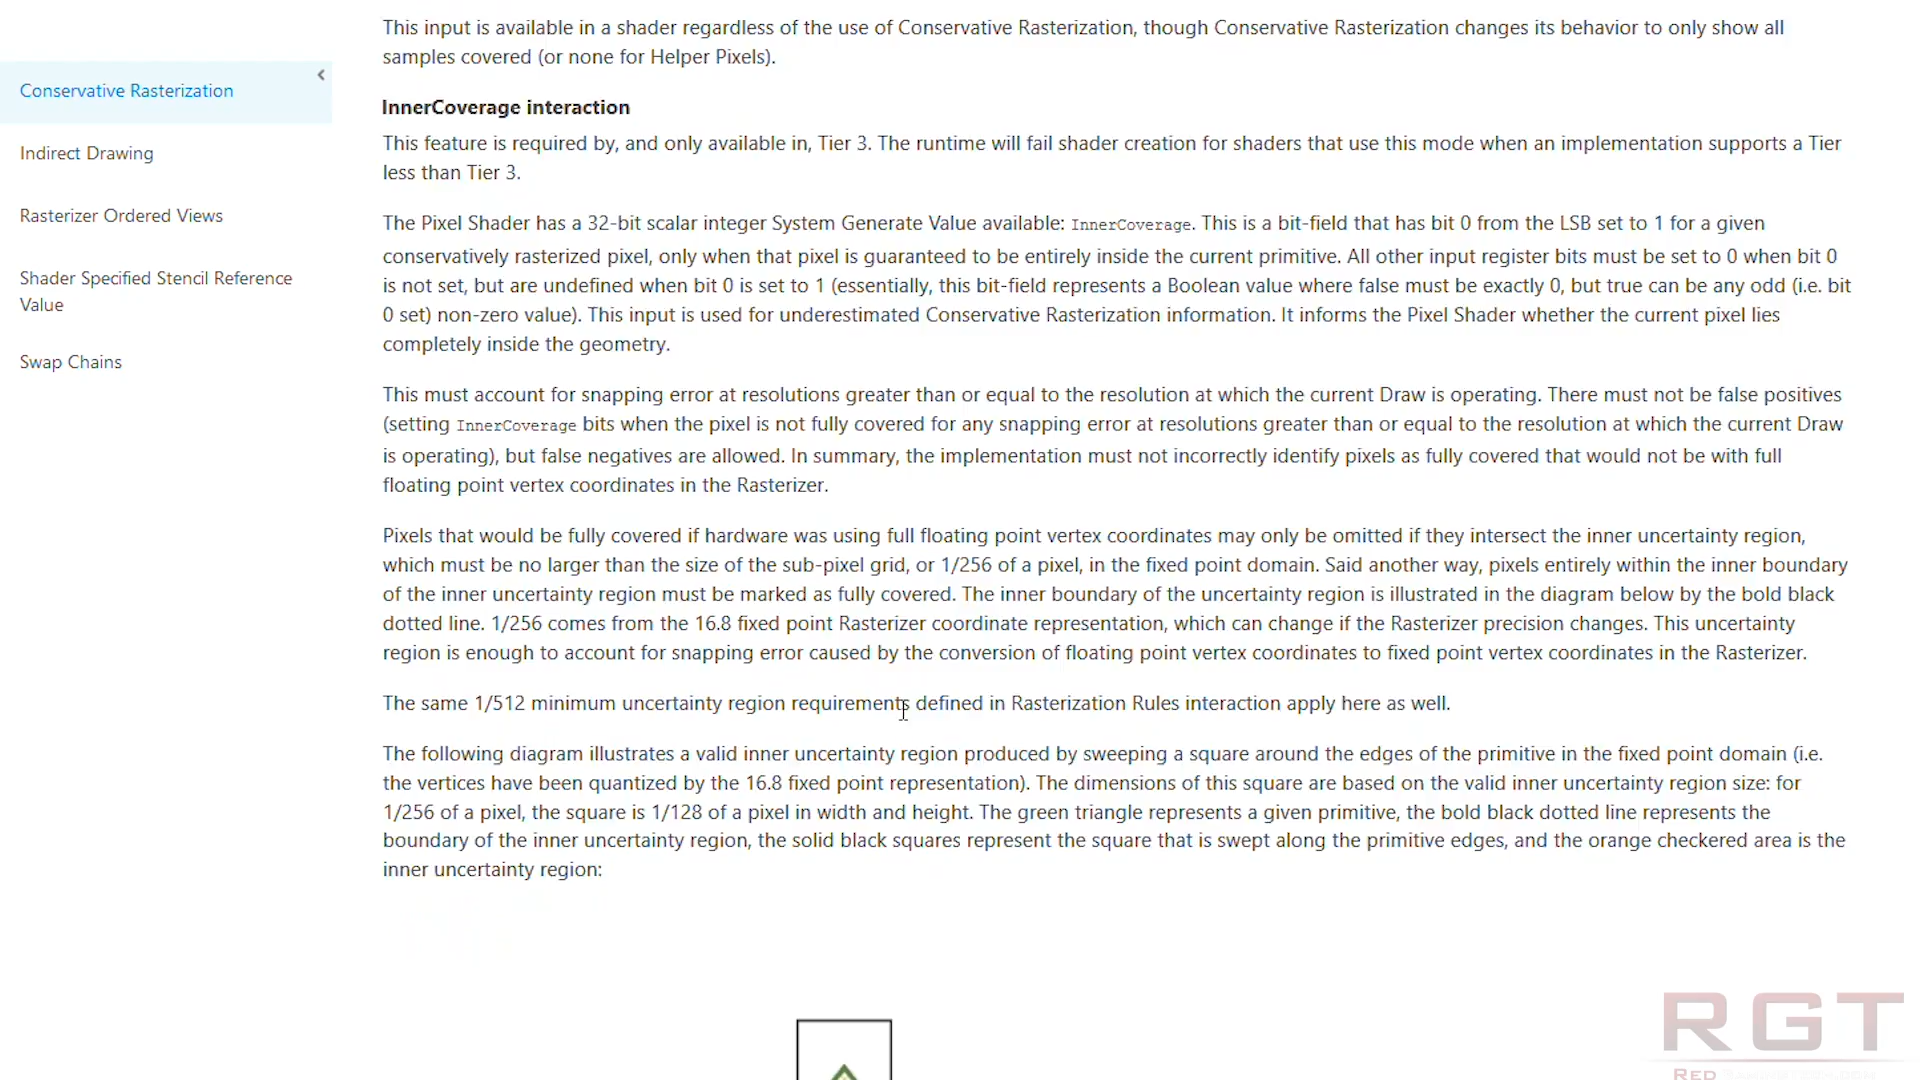 This input is available in a shader regardless of the use of Conservative Rasterization, though Conservative Rasterization changes its behavior to only show all
samples covered (or none for Helper Pixels).
Conservative Rasterization
Indirect Drawing
Rasterizer Ordered Views
Shader Specified Stencil Reference
Value
Swap Chains
InnerCoverage interaction
This feature is required by, and only available in, Tier 3. The runtime will fail shader creation for shaders that use this mode when an implementation supports a Tier
less than Tier 3.
The Pixel Shader has a 32-bit scalar integer System Generate Value available: InnerCoverage. This is a bit-field that has bit 0 from the LSB set to 1 for a given
conservatively rasterized pixel, only when that pixel is guaranteed to be entirely inside the current primitive. All other input register bits must be set to 0 when bit 0
is not set, but are undefined when bit 0 is set to 1 (essentially, this bit-field represents a Boolean value where false must be exactly 0, but true can be any odd (i.e. bit
0 set) non-zero value). This input is used for underestimated Conservative Rasterization information. It informs the Pixel Shader whether the current pixel lies
completely inside the geometry.
This must account for snapping error at resolutions greater than or equal to the resolution at which the current Draw is operating. There must not be false positives
(setting InnerCoverage bits when the pixel is not fully covered for any snapping error at resolutions greater than or equal to the resolution at which the current Draw
is operating), but false negatives are allowed. In summary, the implementation must not incorrectly identify pixels as fully covered that would not be with full
floating point vertex coordinates in the Rasterizer.
Pixels that would be fully covered if hardware was using full floating point vertex coordinates may only be omitted if they intersect the inner uncertainty region,
which must be no larger than the size of the sub-pixel grid, or 1/256 of a pixel, in the fixed point domain. Said another way, pixels entirely within the inner boundary
of the inner uncertainty region must be marked as fully covered. The inner boundary of the uncertainty region is illustrated in the diagram below by the bold black
dotted line. 1/256 comes from the 16.8 fixed point Rasterizer coordinate representation, which can change if the Rasterizer precision changes. This uncertainty
region is enough to account for snapping error caused by the conversion of floating point vertex coordinates to fixed point vertex coordinates in the Rasterizer.
The same 1/512 minimum uncertainty region requirements defined in Rasterization Rules interaction apply here as well.
The following diagram illustrates a valid inner uncertainty region produced by sweeping a square around the edges of the primitive in the fixed point domain (i.e.
the vertices have been quantized by the 16.8 fixed point representation). The dimensions of this square are based on the valid inner uncertainty region size: for
1/256 of a pixel, the square is 1/128 of a pixel in width and height. The green triangle represents a given primitive, the bold black dotted line represents the
boundary of the inner uncertainty region, the solid black squares represent the square that is swept along the primitive edges, and the orange checkered area is the
inner uncertainty region:
RGT
RED